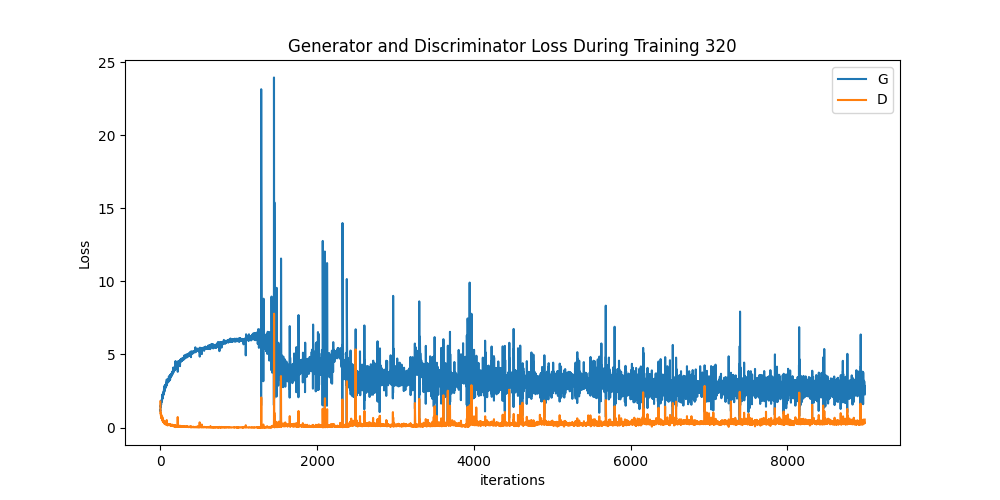 Generator and Discriminator Loss During Training 320
G
D
25
20
15
10
5
0
Loss
0 2000 4000 6000 8000
iterations